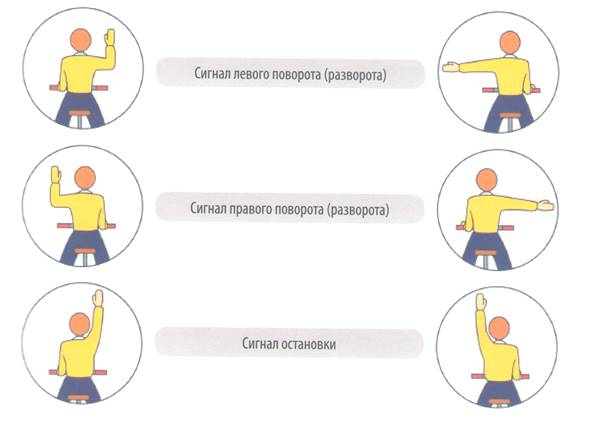 Сигнал левого поворота (разворота)
Сигнал правого поворота (разворота)
Сигнал остановки